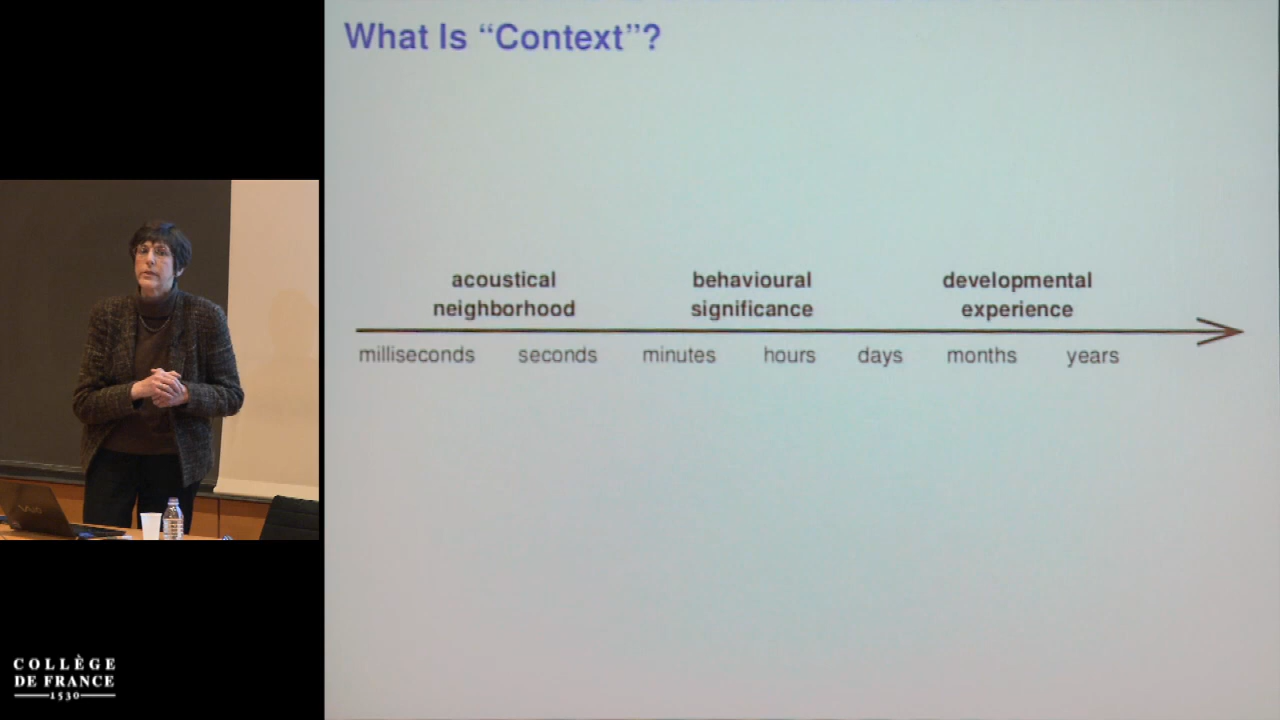 What Is “Context”?
acoustical
neighborhood
behavioural
significance
developmental
experience
milliseconds seconds minutes hours days months years
COLLÈGE
DE FRANCE
1530